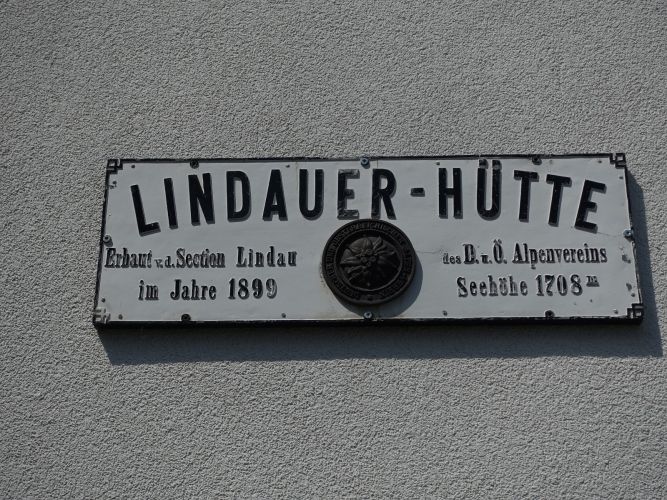 LINDAUER-HÜTTE
Erbaut v. d. Section Lindau
im Jahre 1899
des D. u. Ö. Alpenvereins
Seehöhe 1708 m